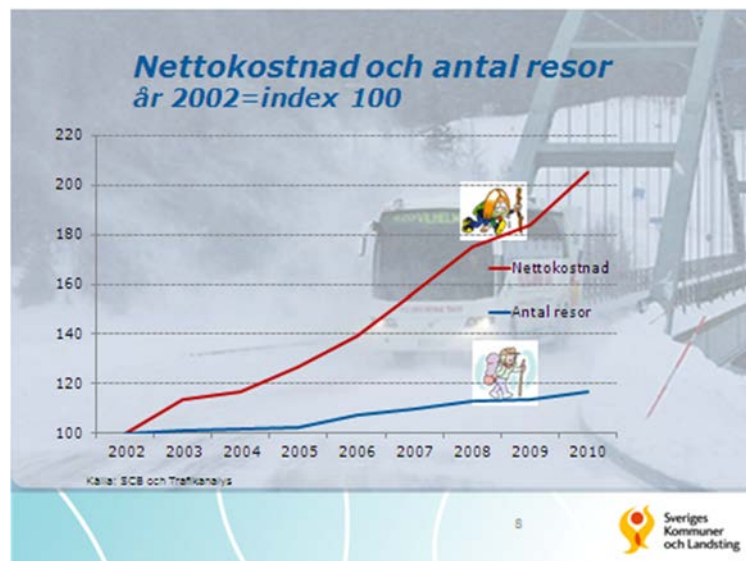 Nettokostnad och antal resor
år 2002=index 100
220
200
180
160
140
120
100
Nettokostnad
Antal resor
2002 2003 2004 2005 2006 2007 2008 2009 2010
Källa: SCB och Trafikanalys
8
Sveriges
Kommuner
och Landsting